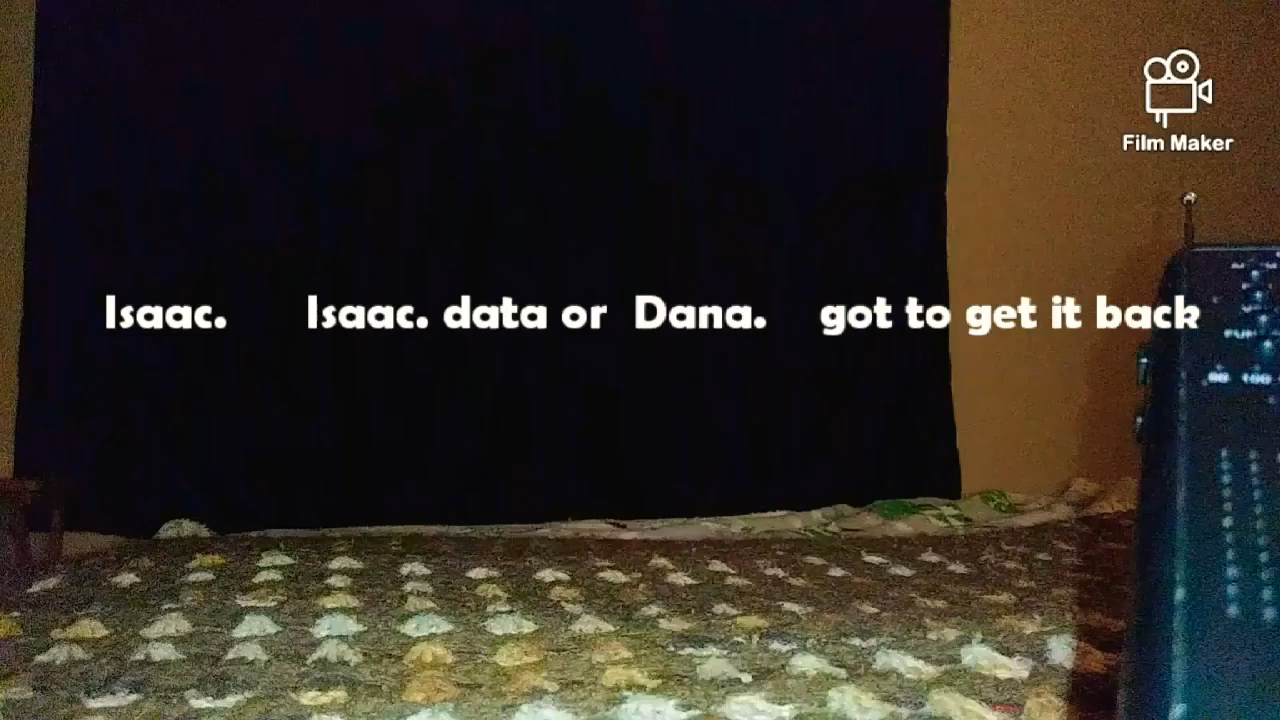 Film Maker
Isaac. Isaac. data or Dana. got to get it back